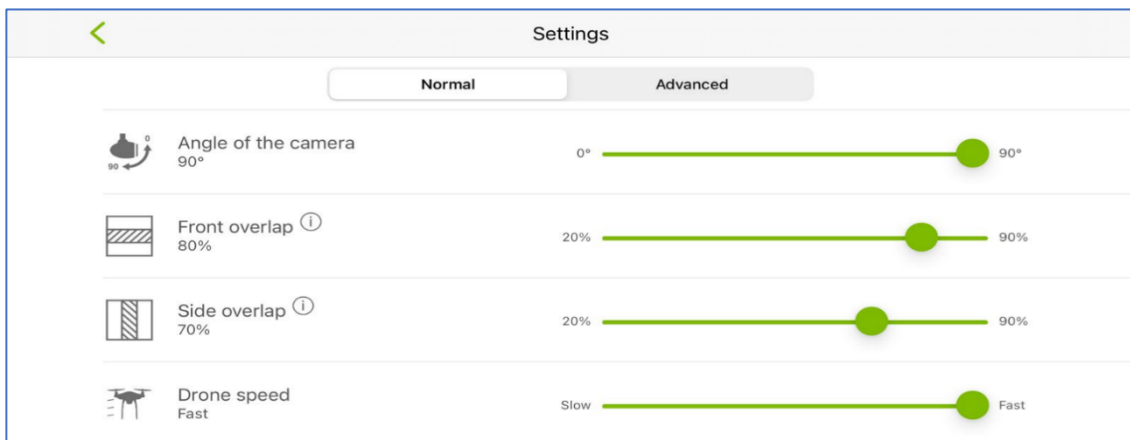 Settings
Normal Advanced
0
90
Angle of the camera
90°
0° 90°
Front overlap i
80%
20% 90%
Side overlap i
70%
20% 90%
Drone speed
Fast
Slow Fast